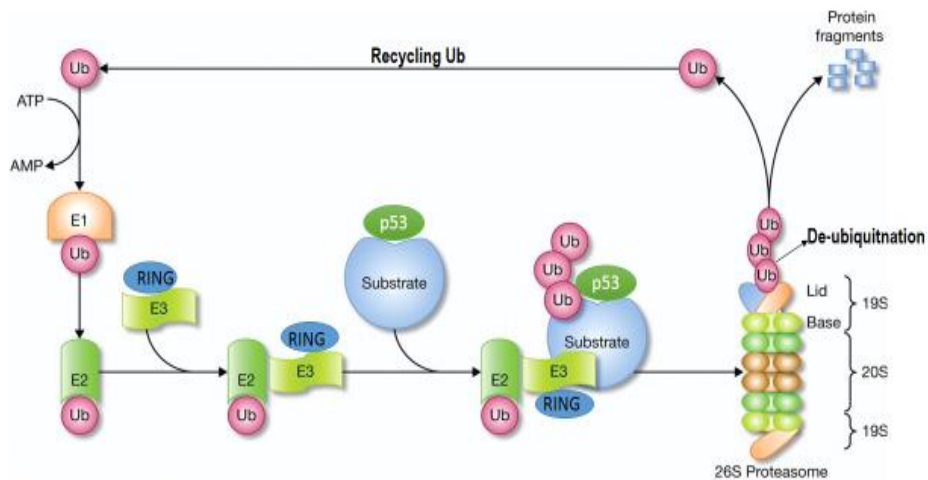 Protein
fragments
Recycling Ub
Ub
Ub
ATP
AMP
E1
Ub
p53
Ub
Ub
Ub
De-ubiquitnation
RING
E3
Substrate
Ub
Ub
p53
Ub
Lid
19S
Base
RING
Substrate
E2
E2
E3
E2
E3
20S
Ub
Ub
Ub
RING
19S
26S Proteasome